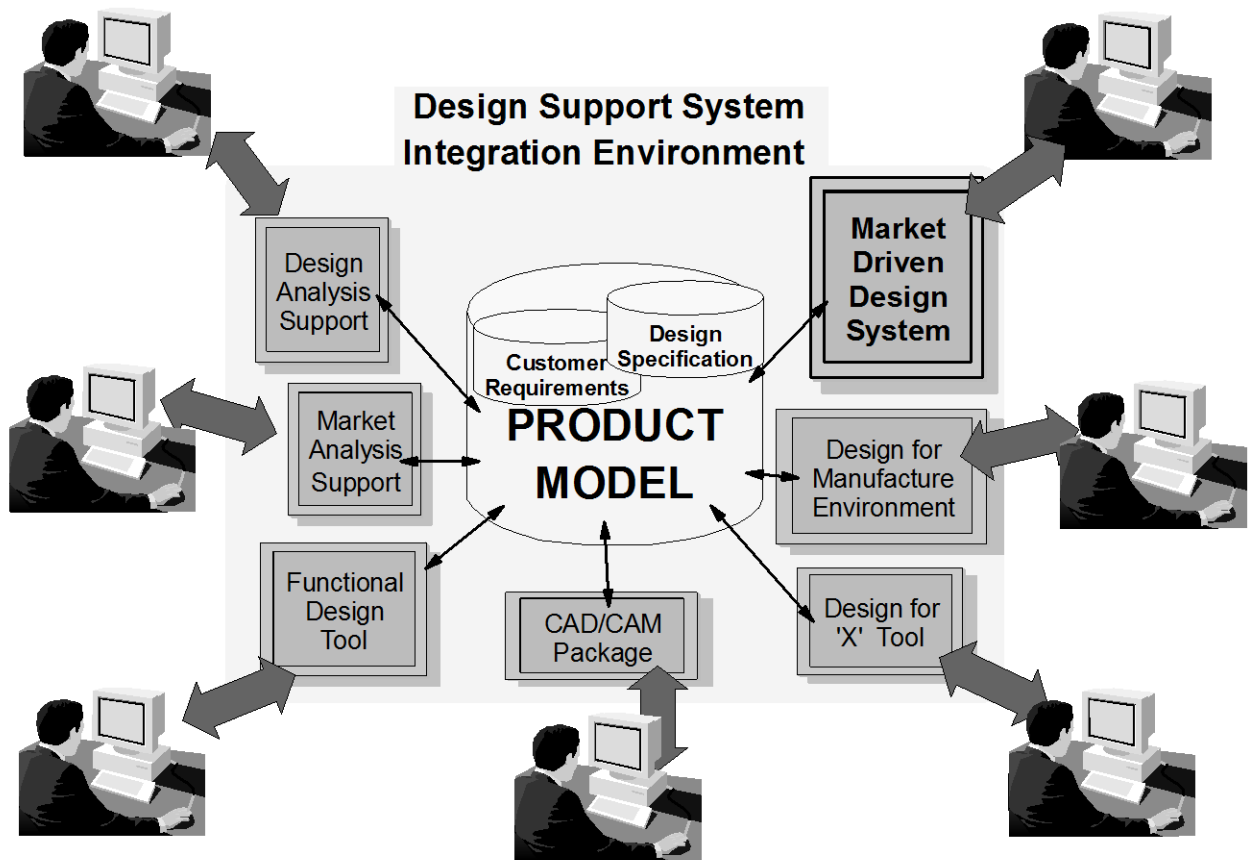 Design Support System
Integration Environment
Design
Analysis
Support
Market
Driven
Design
System
Design
Specification
Customer
Requirements
PRODUCT
MODEL
Market
Analysis
Support
Design for
Manufacture
Environment
Functional
Design
Tool
CAD/CAM
Package
Design for
'X' Tool